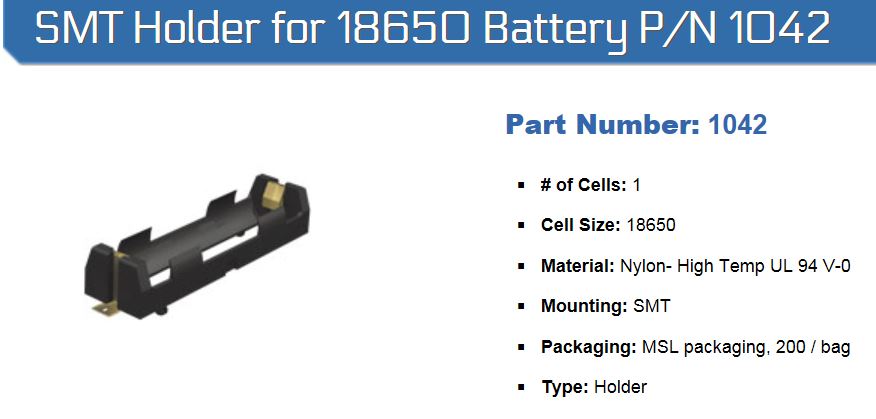 SMT Holder for 18650 Battery P/N 1042
Part Number: 1042
# of Cells: 1
Cell Size: 18650
Material: Nylon- High Temp UL 94 V-0
Mounting: SMT
Packaging: MSL packaging, 200 / bag
Type: Holder